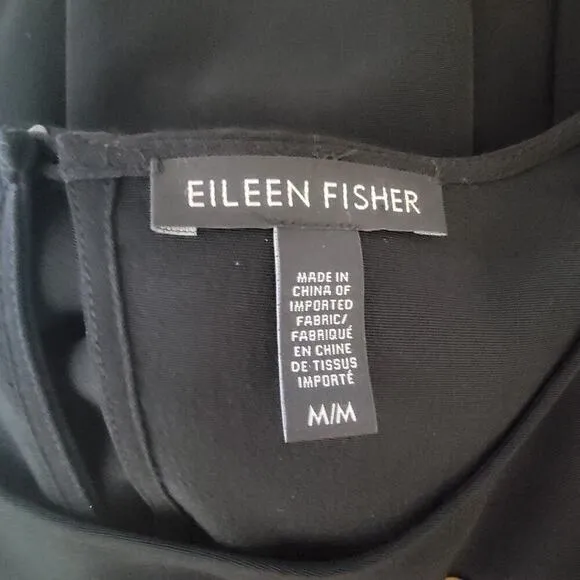 EILEEN FISHER
MADE IN
CHINA OF
IMPORTED
FABRIC/
FABRIQUÉ
EN CHINE
DE TISSUS
IMPORTÉ
M/M